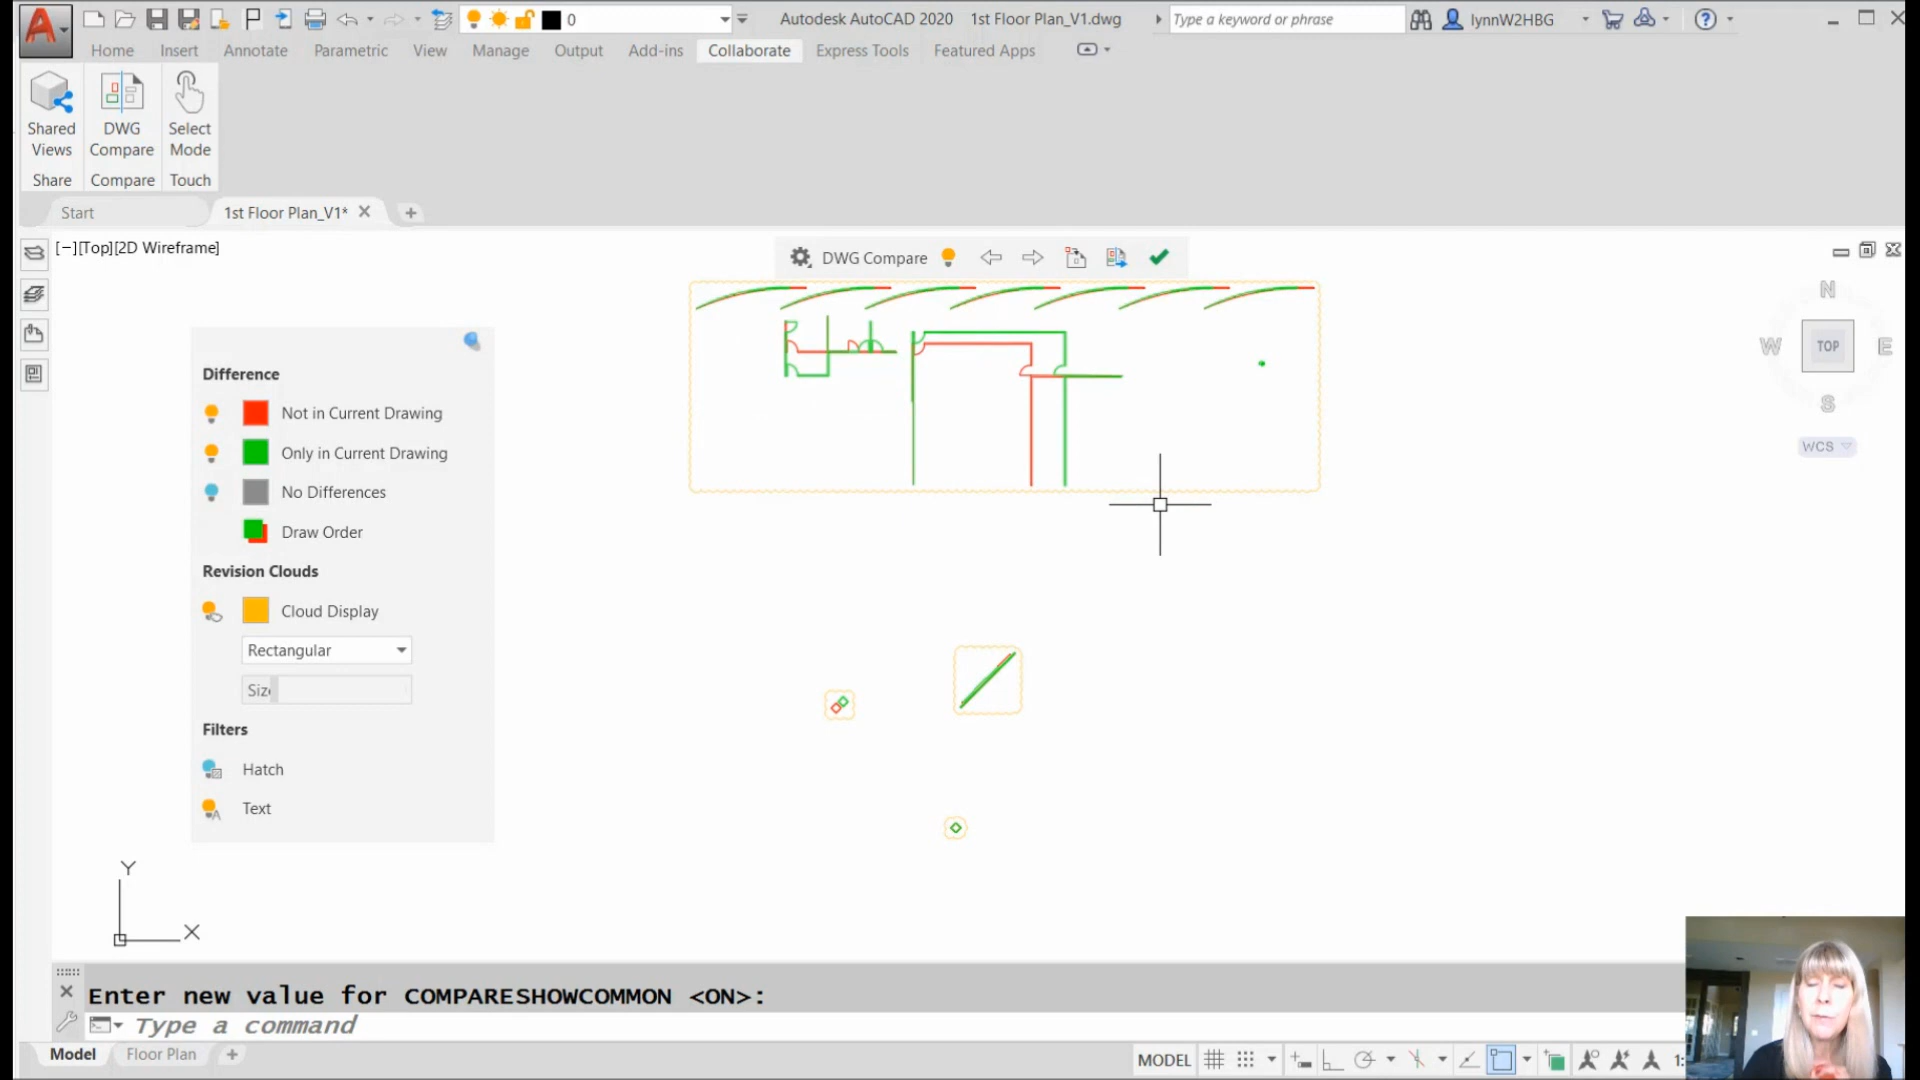 0
Autodesk AutoCAD 2020 1st Floor Plan_V1.dwg
Type a keyword or phrase
lynnW2HBG
Home Insert Annotate Parametric View Manage Output Add-ins Collaborate Express Tools Featured Apps
Shared Views
DWG Compare
Select Mode
Share Compare Touch
Start
1st Floor Plan_V1*
[−][Top][2D Wireframe]
DWG Compare
N
W TOP E
S
WCS
Difference
Not in Current Drawing
Only in Current Drawing
No Differences
Draw Order
Revision Clouds
Cloud Display
Rectangular
Filters
Hatch
Text
Y
X
Enter new value for COMPARESHOWCOMMON <ON>:
Type a command
Model Floor Plan
MODEL